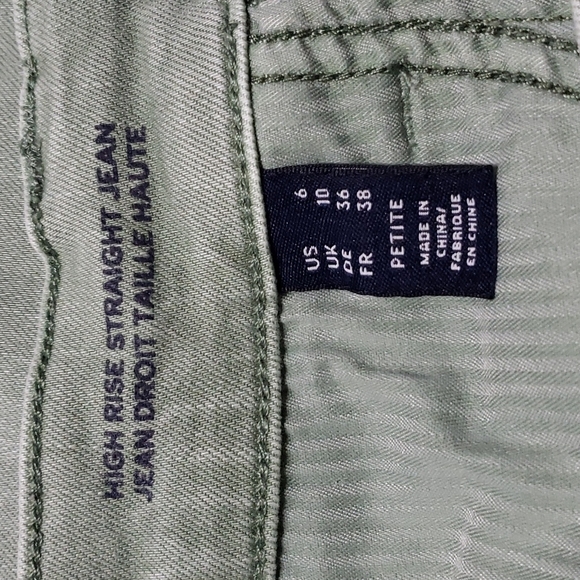 HIGH RISE STRAIGHT JEAN
JEAN DROIT TAILLE HAUTE
US 6
UK 10
DE 36
FR 38
PETITE
MADE IN
CHINA/
FABRIQUE
EN CHINE